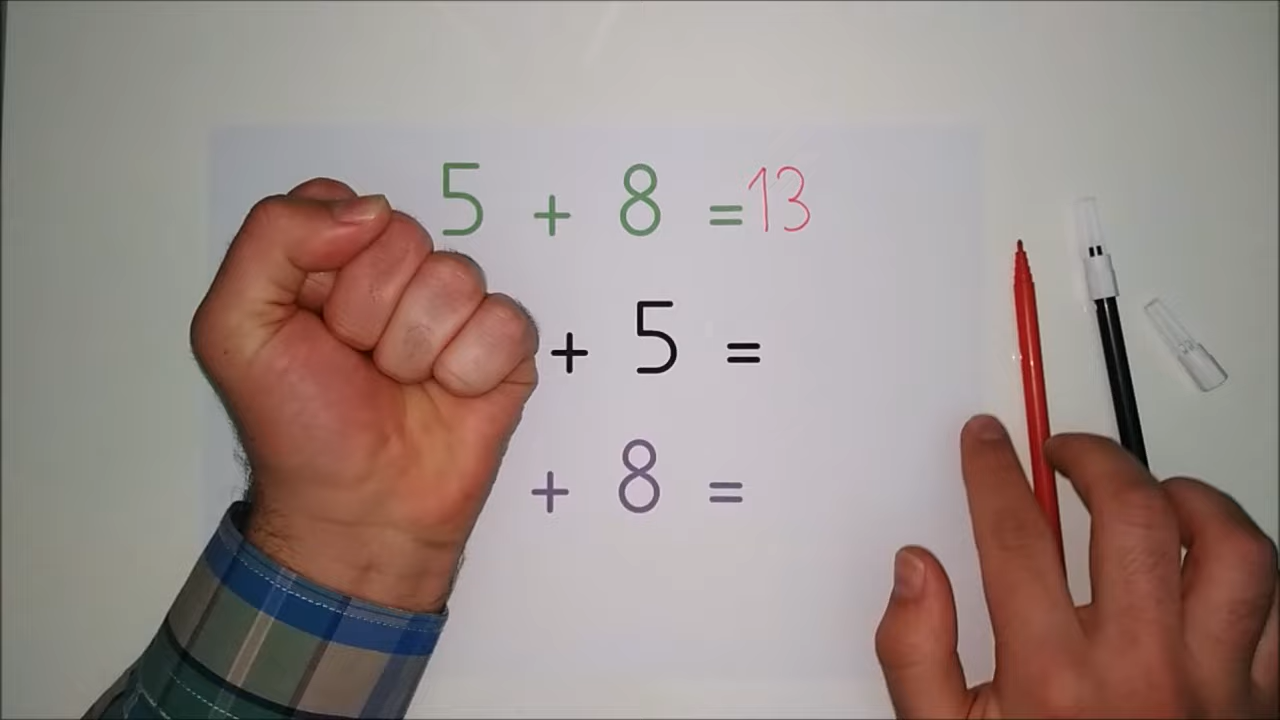 5 + 8 = 13
+ 5 =
+ 8 =